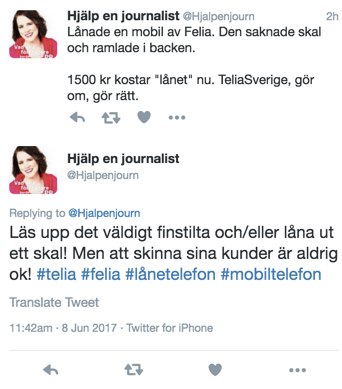 Hjälp en journalist @Hjalpenjourn 2h
Lånade en mobil av Felia. Den saknade skal
och ramlade i backen.
1500 kr kostar "lånet" nu. TeliaSverige, gör
om, gör rätt.
Hjälp en journalist
@Hjalpenjourn
Replying to @Hjalpenjourn
Läs upp det väldigt finstilta och/eller låna ut
ett skal! Men att skinna sina kunder är aldrig
ok! #telia #felia #lånetelefon #mobiltelefon
Translate Tweet
11:42am · 8 Jun 2017 · Twitter for iPhone